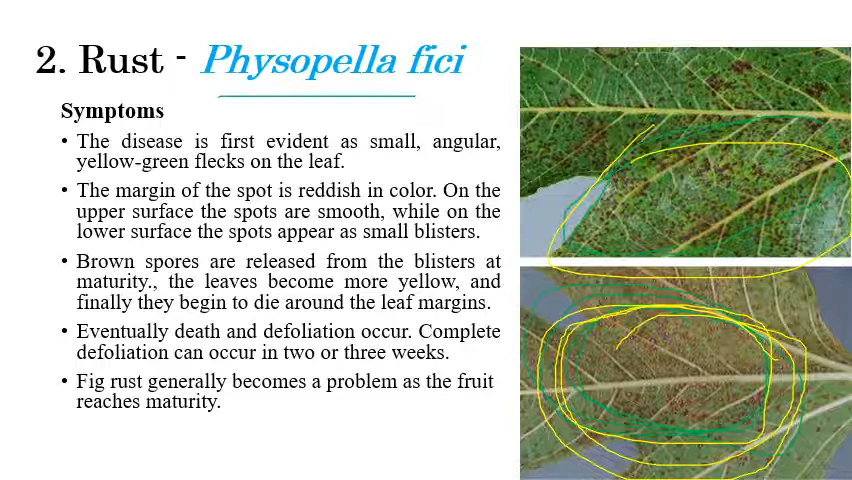 2. Rust - Physopella fici
Symptoms
• The disease is first evident as small, angular,
yellow-green flecks on the leaf.
• The margin of the spot is reddish in color. On the
upper surface the spots are smooth, while on the
lower surface the spots appear as small blisters.
• Brown spores are released from the blisters at
maturity., the leaves become more yellow, and
finally they begin to die around the leaf margins.
• Eventually death and defoliation occur. Complete
defoliation can occur in two or three weeks.
• Fig rust generally becomes a problem as the fruit
reaches maturity.